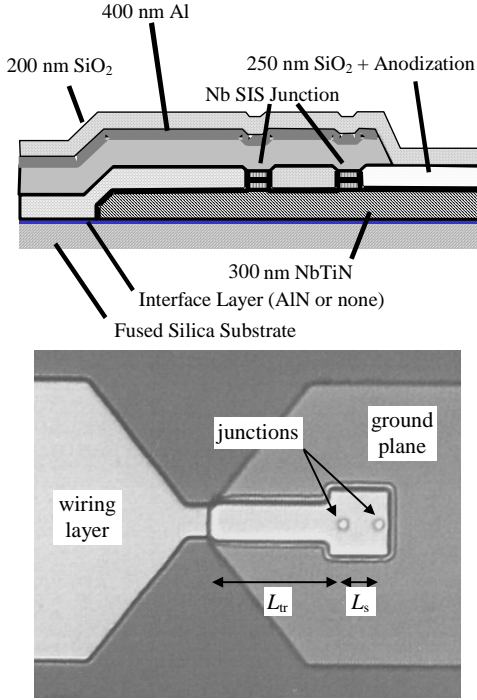 400 nm Al
200 nm SiO₂
250 nm SiO₂ + Anodization
Nb SIS Junction
300 nm NbTiN
Interface Layer (AlN or none)
Fused Silica Substrate
junctions
ground
plane
wiring
layer
Lₜᵣ
Lₛ